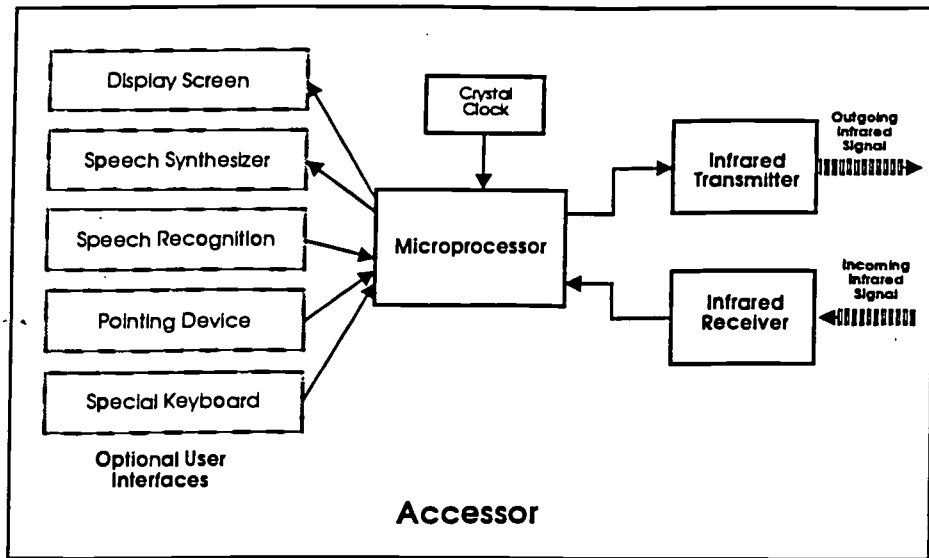 Display Screen
Speech Synthesizer
Speech Recognition
Pointing Device
Special Keyboard
Optional User
Interfaces
Crystal
Clock
Microprocessor
Infrared
Transmitter
Outgoing
Infrared
Signal
Infrared
Receiver
Incoming
Infrared
Signal
Accessor